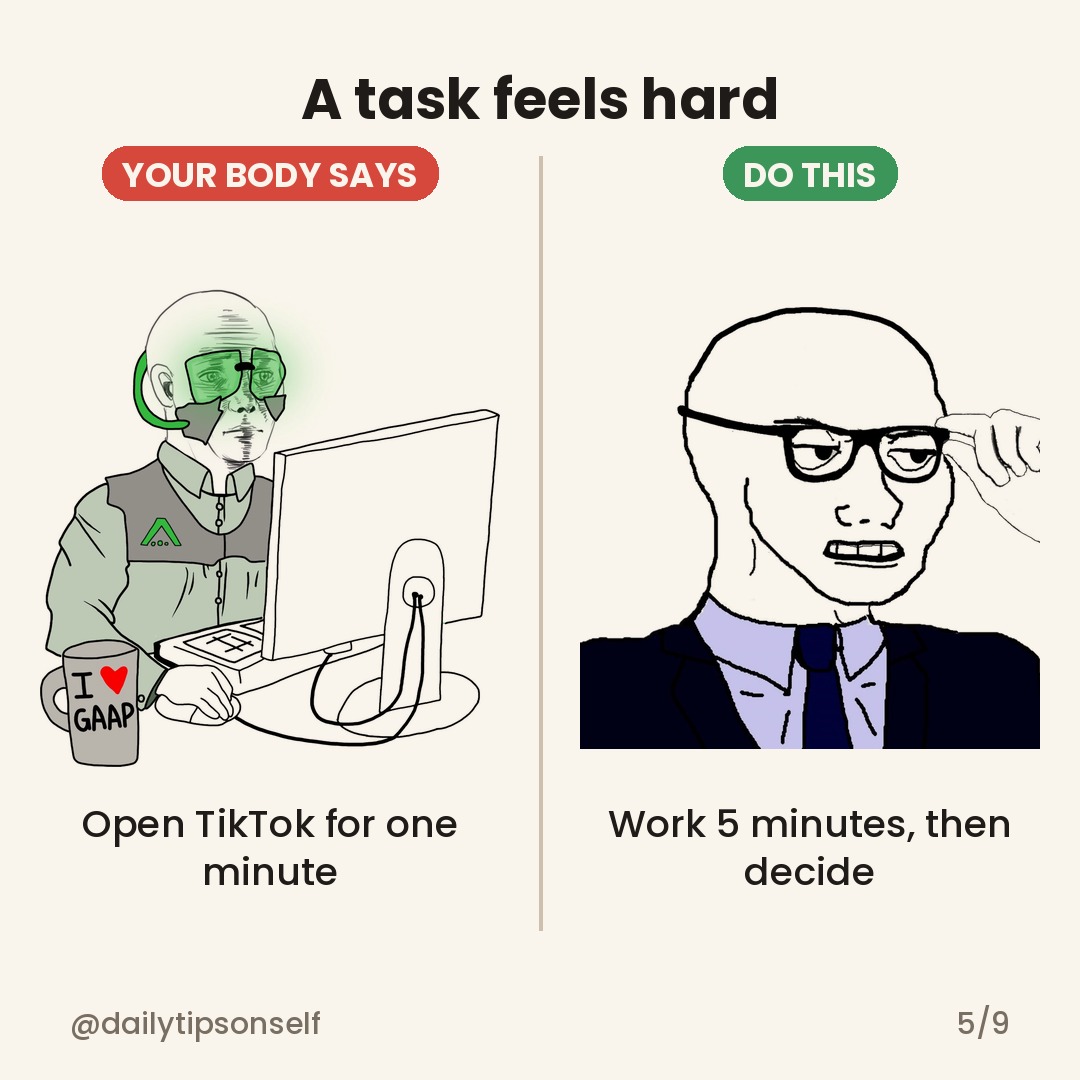 A task feels hard
YOUR BODY SAYS
DO THIS
I ❤
GAAP
Open TikTok for one
minute
Work 5 minutes, then
decide
@dailytipsonself
5/9